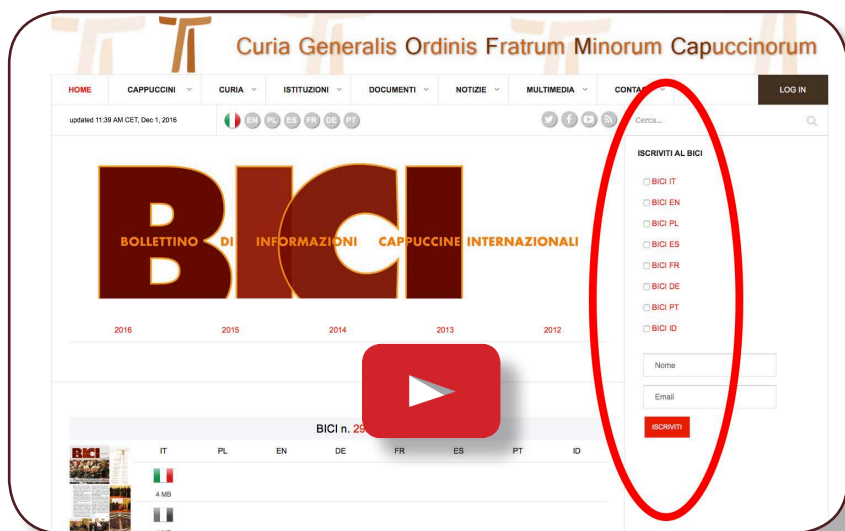 Curia Generalis Ordinis Fratrum Minorum Capuccinorum
HOME CAPPUCCINI CURIA ISTITUZIONI DOCUMENTI NOTIZIE MULTIMEDIA LOG IN
updated 11:39 AM CET, Dec 1, 2016 EN PL ES FR DE PT Cerca...
ISCRIVITI AL BICI
BICI IT
BICI EN
BICI PL
BICI ES
BICI FR
BICI DE
BICI PT
BICI ID
Nome
Email
ISCRIVITI
BICI
BOLLETTINO DI INFORMAZIONI CAPPUCCINE INTERNAZIONALI
2016 2015 2014 2013 2012
BICI n.
IT PL EN DE FR ES PT ID
BICI
4 MB